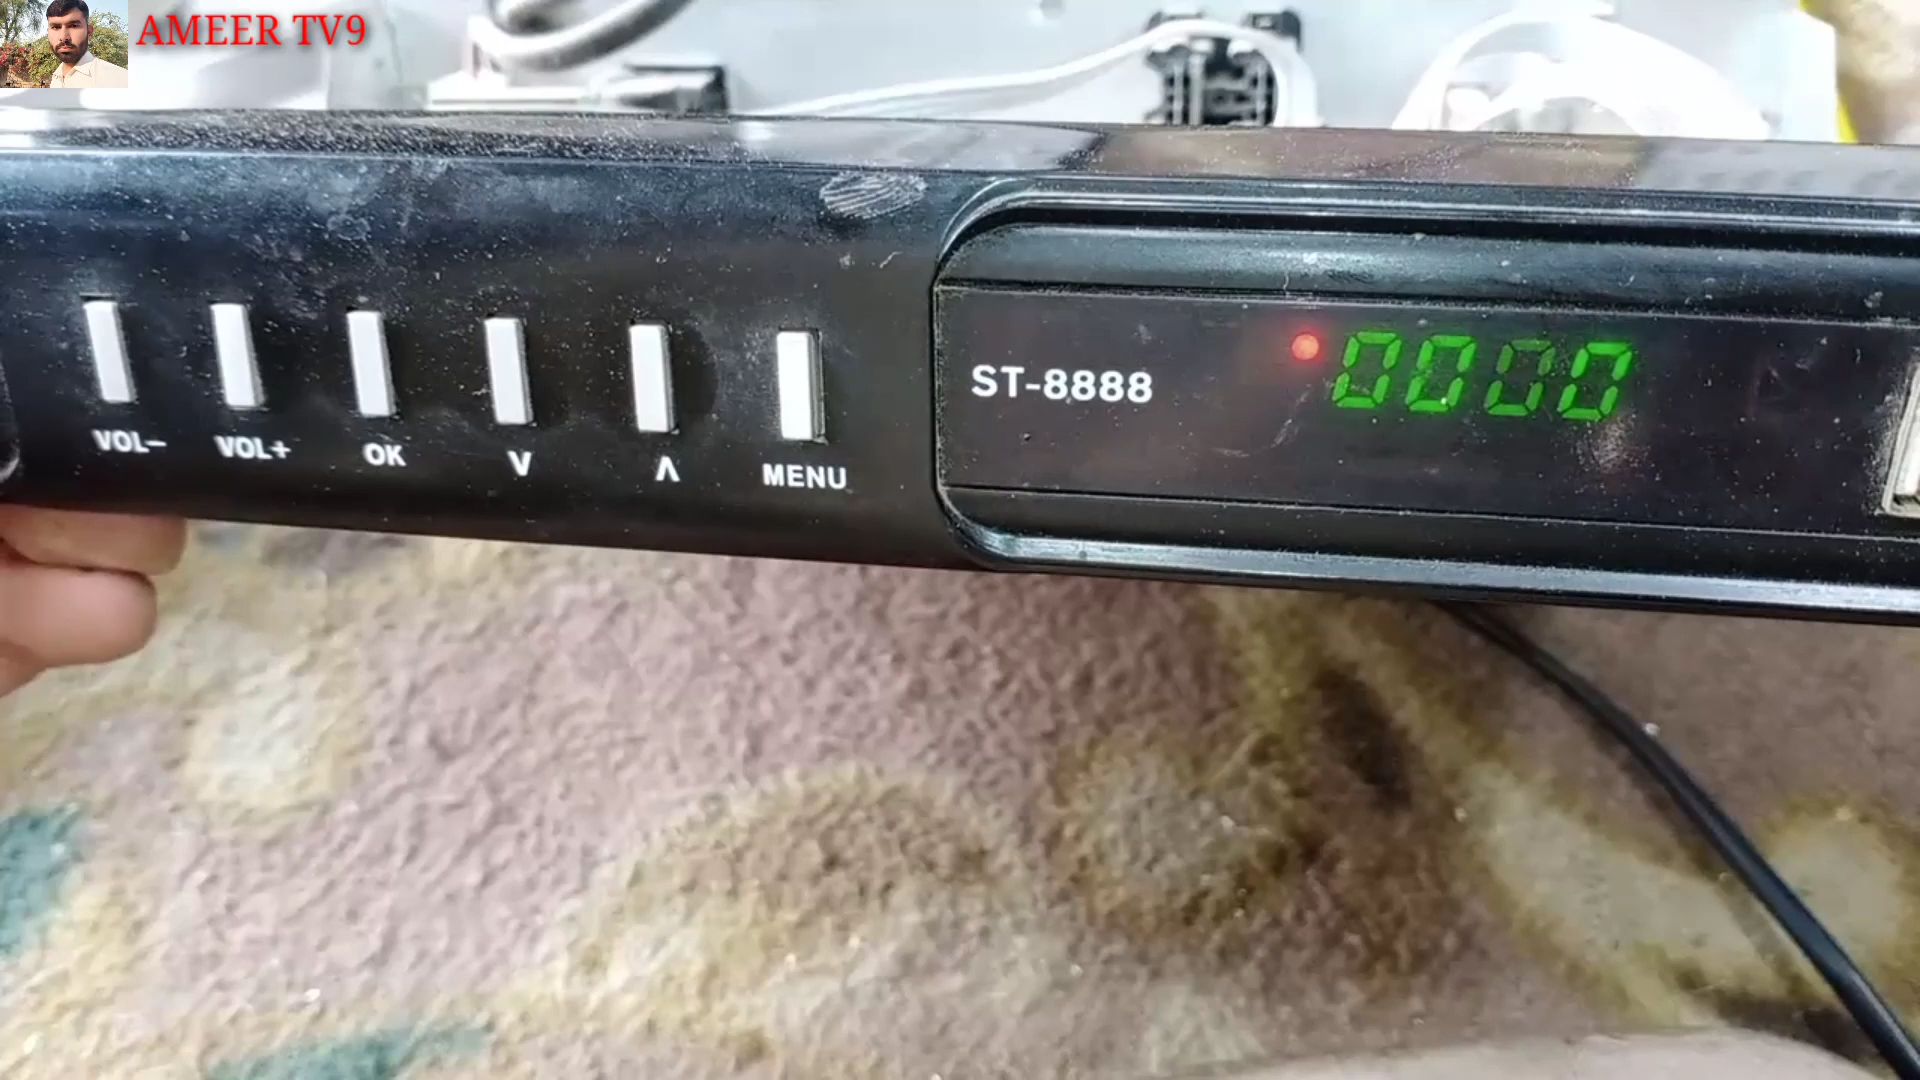 AMEER TV9
ST-8888
0000
VOL- VOL+ OK V Λ MENU